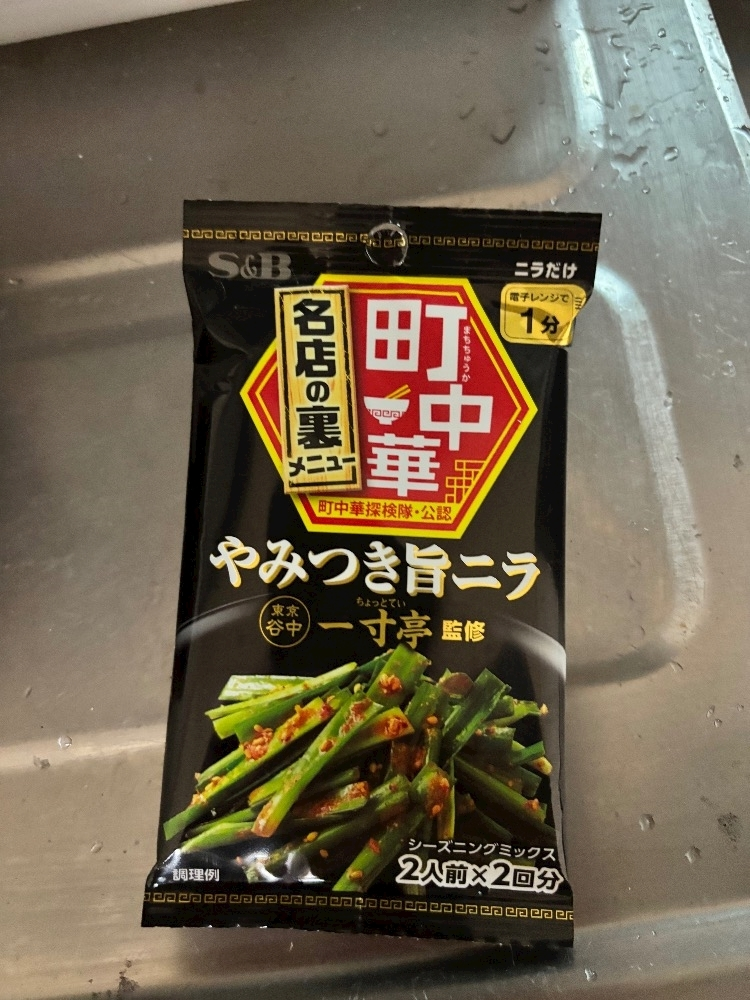 S&B
ニラだけ
電子レンジで
1分
名店の裏
メニュー
町中華
まちちゅうか
町中華探検隊・公認
やみつき旨ニラ
東京
谷中
ちょっとてい
一寸亭 監修
シーズニングミックス
2人前×2回分
調理例